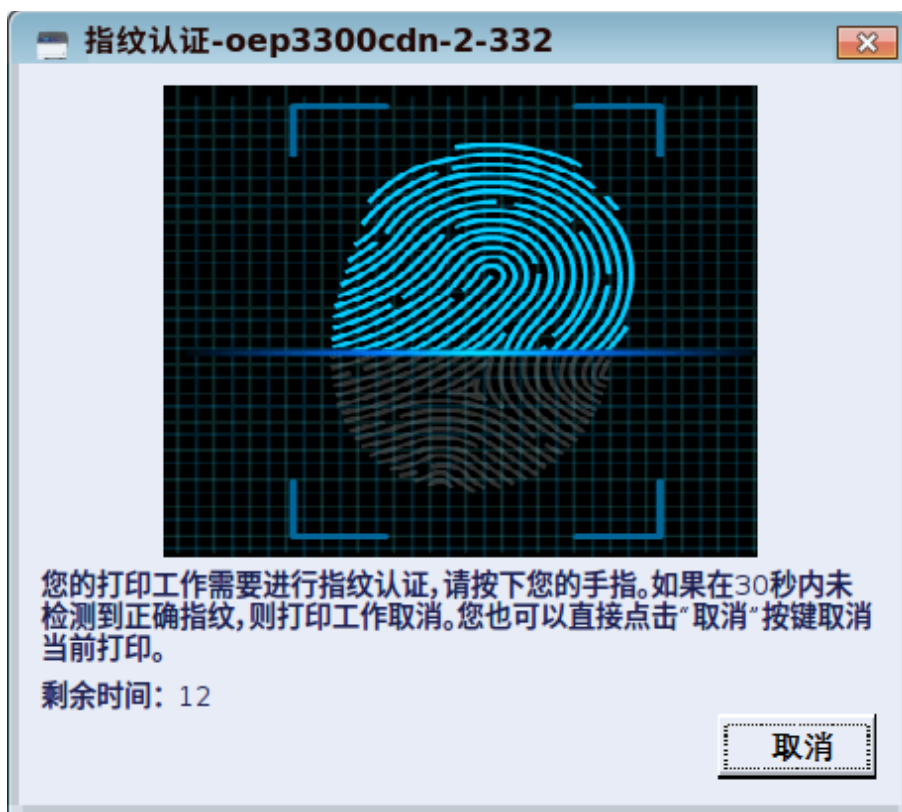 指纹认证-oep3300cdn-2-332
您的打印工作需要进行指纹认证,请按下您的手指。如果在30秒内未
检测到正确指纹,则打印工作取消。您也可以直接点击“取消”按键取消
当前打印。
剩余时间：12
取消